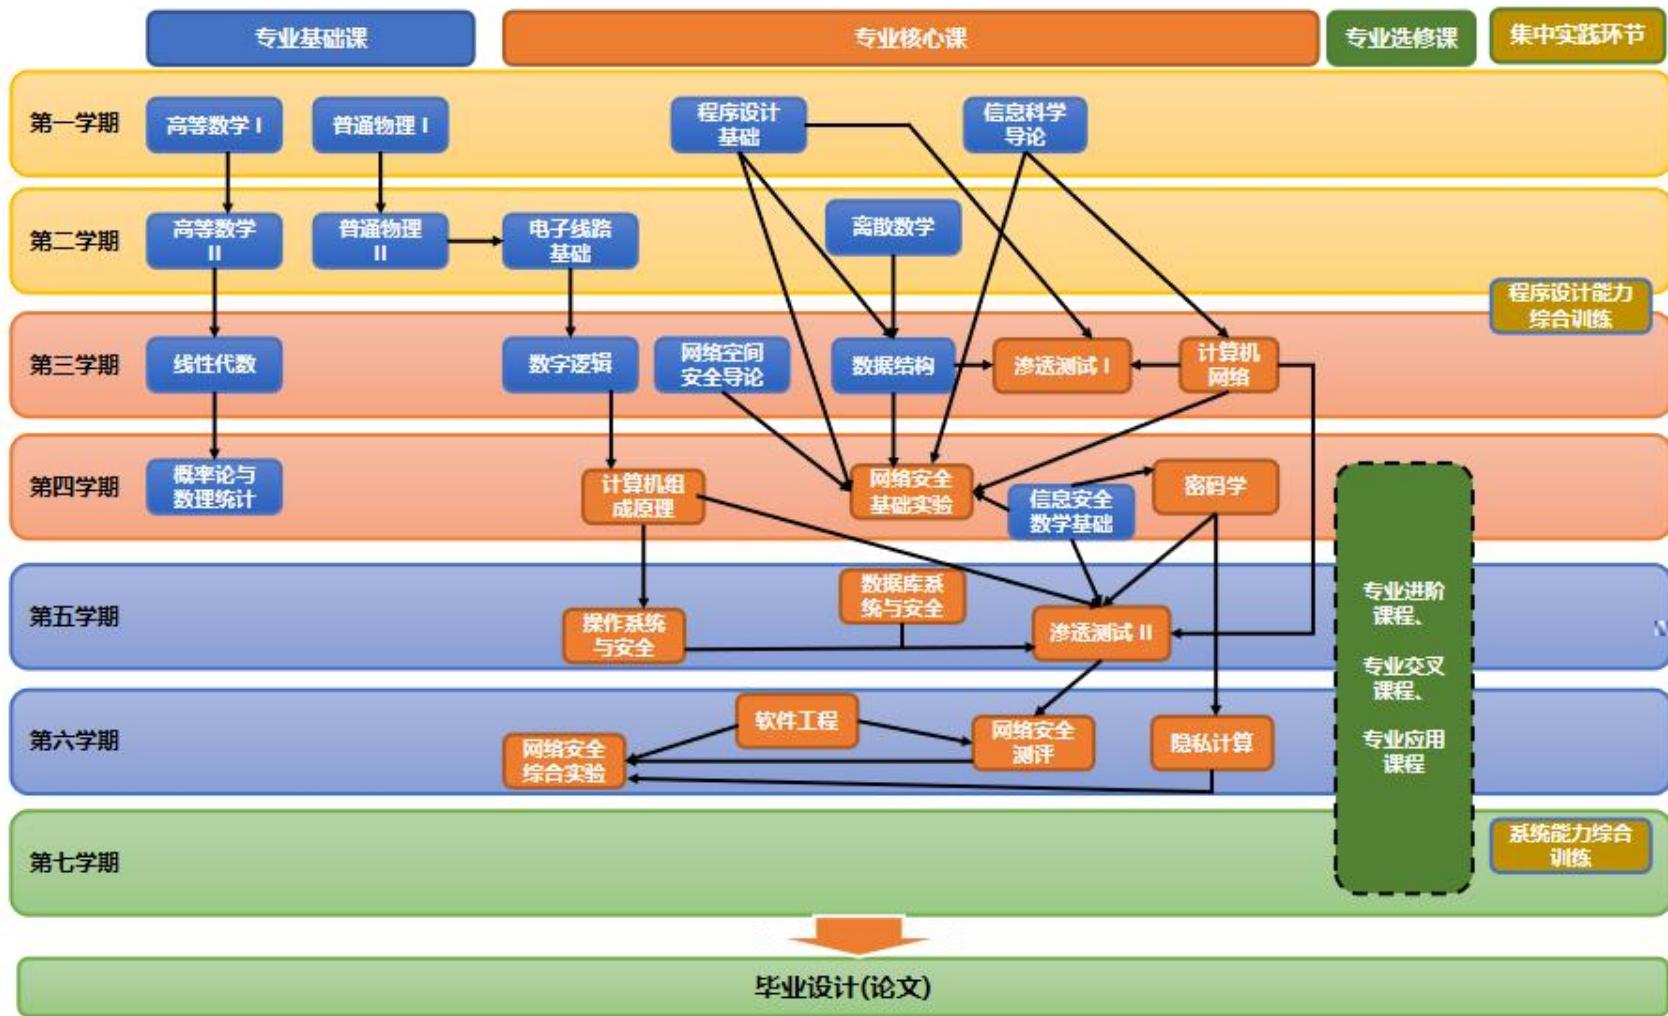 专业基础课
专业核心课
专业选修课
集中实践环节
第一学期
高等数学 I
普通物理 I
程序设计
基础
信息科学
导论
第二学期
高等数学
II
普通物理
II
电子线路
基础
离散数学
程序设计能力
综合训练
第三学期
线性代数
数字逻辑
网络空间
安全导论
数据结构
渗透测试 I
计算机
网络
第四学期
概率论与
数理统计
计算机组
成原理
网络安全
基础实验
信息安全
数学基础
密码学
第五学期
操作系统
与安全
数据库系
统与安全
渗透测试 II
专业进阶
课程、
专业交叉
课程、
专业应用
课程
第六学期
网络安全
综合实验
软件工程
网络安全
测评
隐私计算
第七学期
系统能力综合
训练
毕业设计(论文)